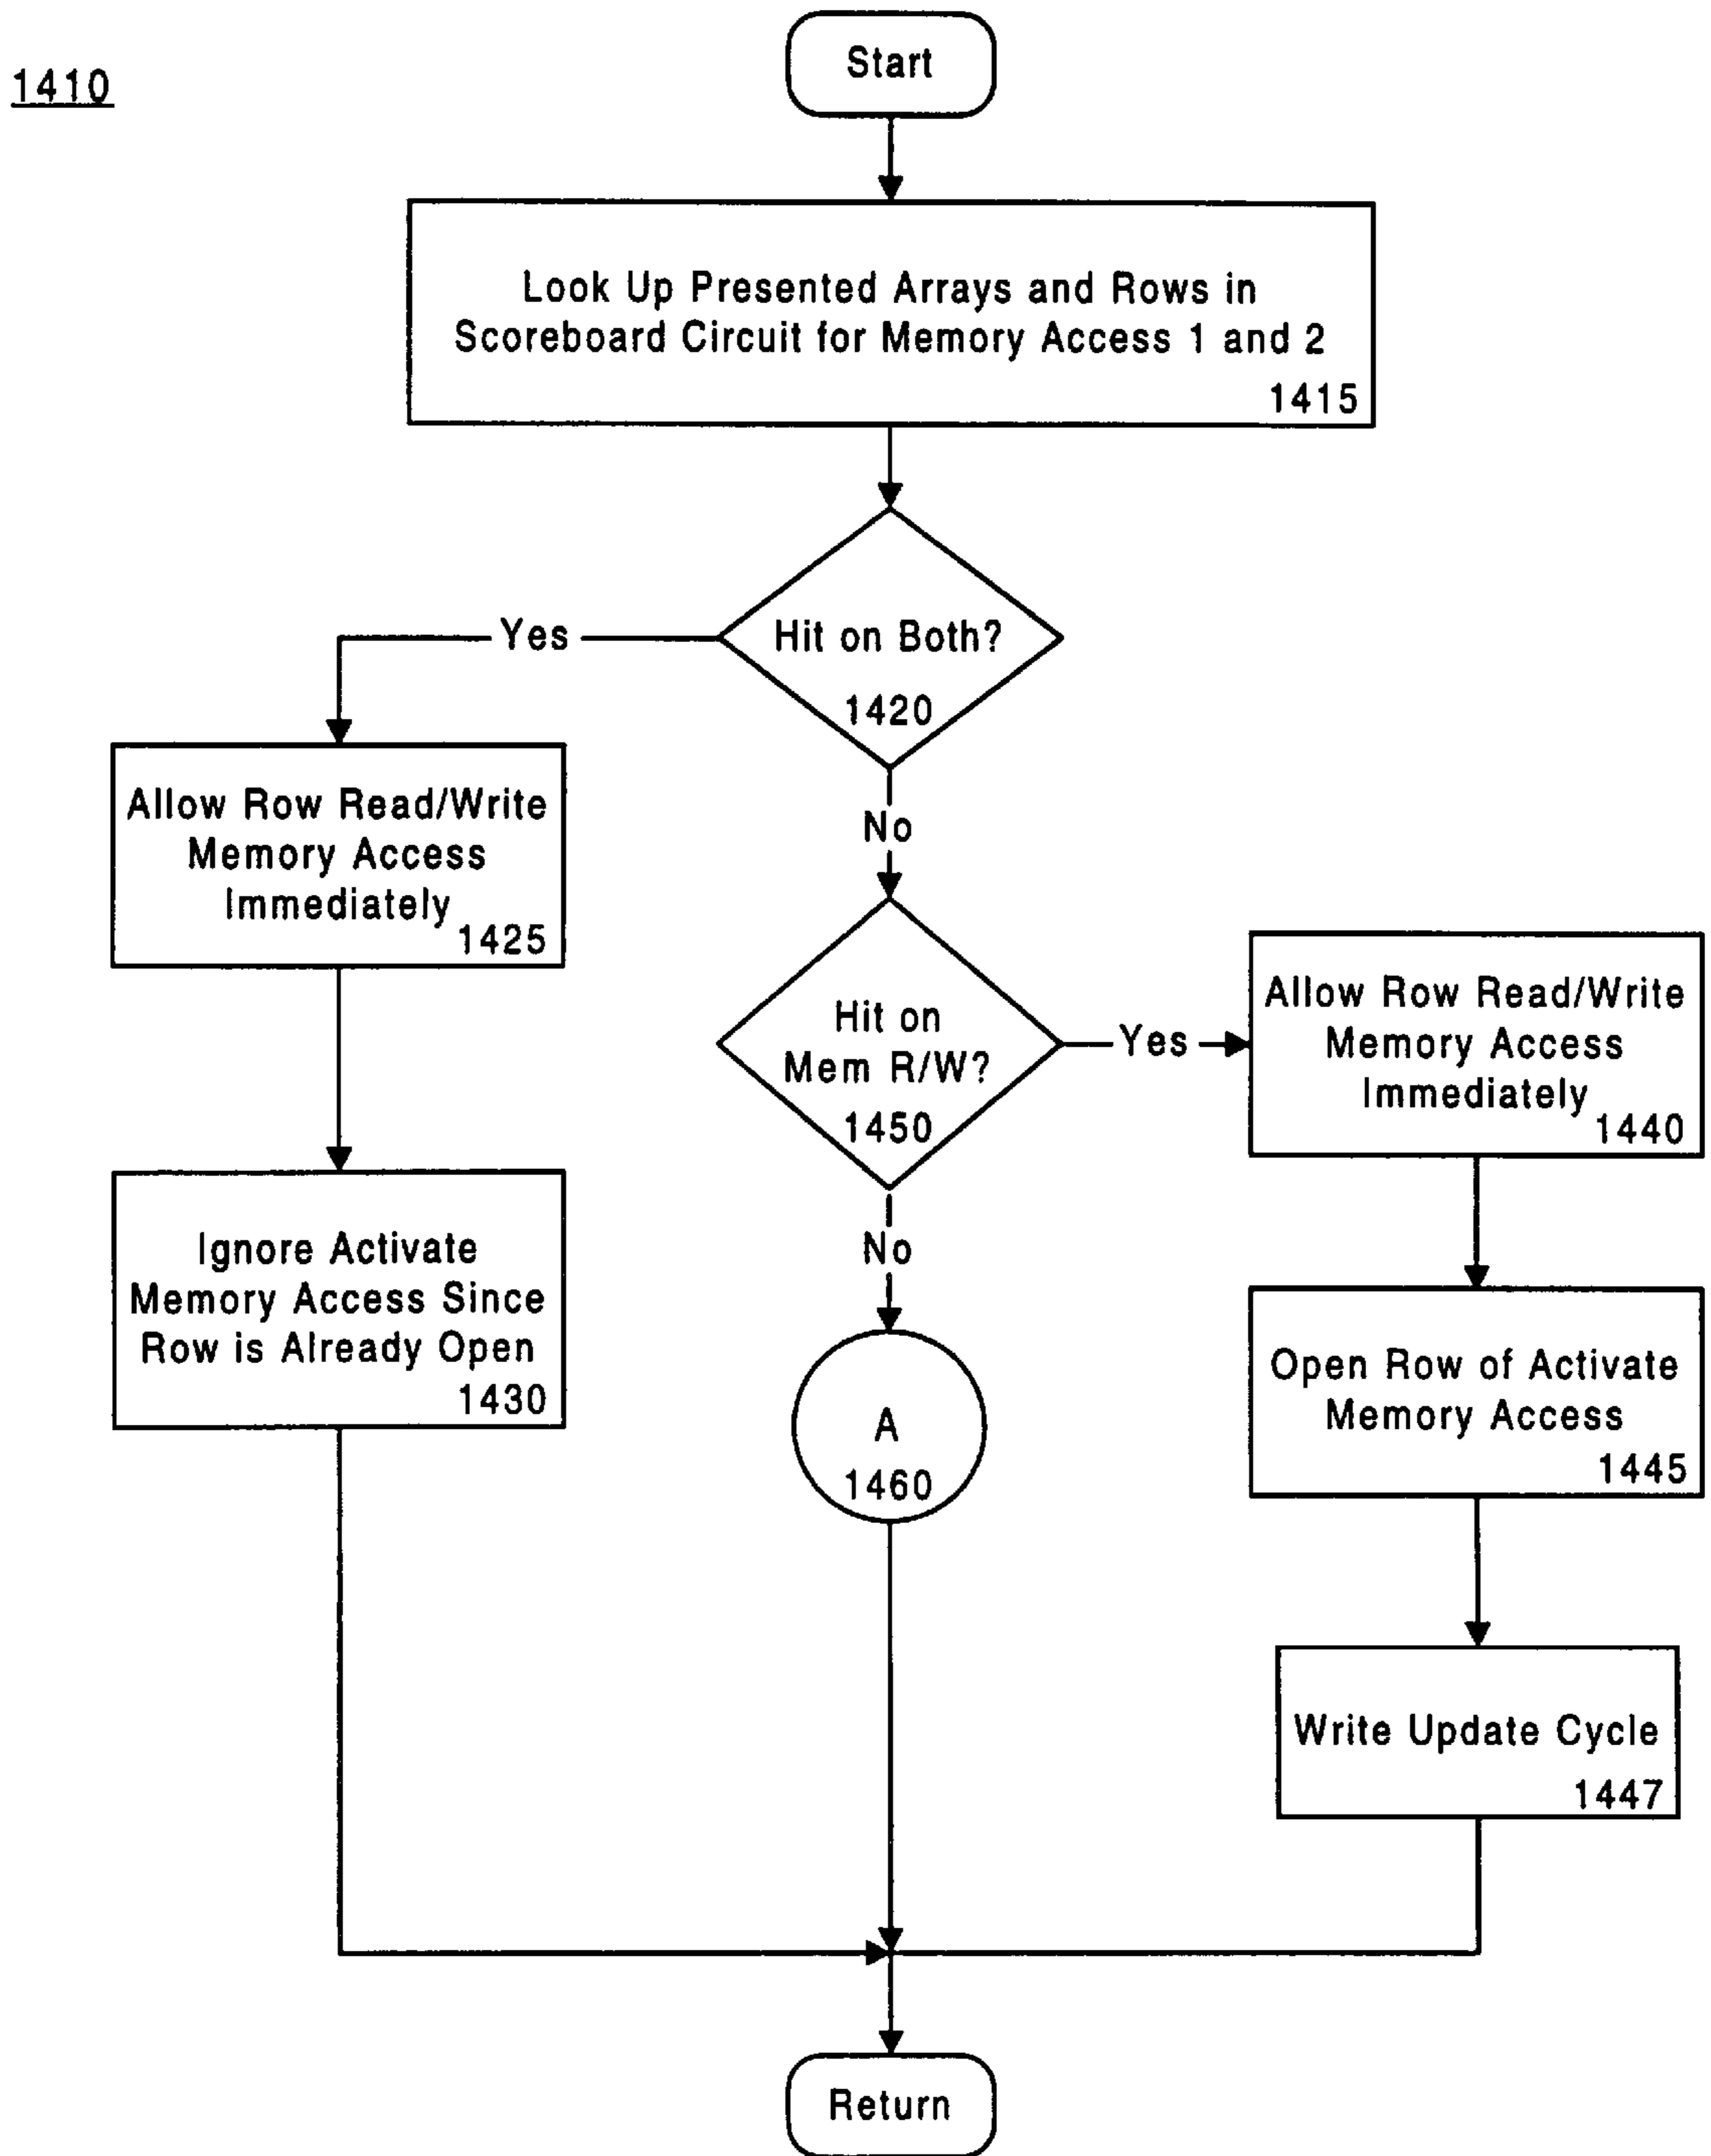 1410
Start
Look Up Presented Arrays and Rows in
Scoreboard Circuit for Memory Access 1 and 2
1415
Hit on Both?
1420
Yes
No
Allow Row Read/Write
Memory Access
Immediately
1425
Ignore Activate
Memory Access Since
Row is Already Open
1430
Hit on
Mem R/W?
1450
Yes
No
Allow Row Read/Write
Memory Access
Immediately
1440
Open Row of Activate
Memory Access
1445
Write Update Cycle
1447
A
1460
Return